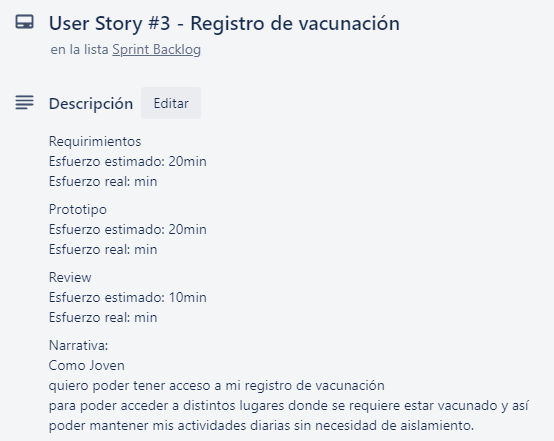 User Story #3 - Registro de vacunación
en la lista Sprint Backlog
Descripción Editar
Requirimientos
Esfuerzo estimado: 20min
Esfuerzo real: min
Prototipo
Esfuerzo estimado: 20min
Esfuerzo real: min
Review
Esfuerzo estimado: 10min
Esfuerzo real: min
Narrativa:
Como Joven
quiero poder tener acceso a mi registro de vacunación
para poder acceder a distintos lugares donde se requiere estar vacunado y así
poder mantener mis actividades diarias sin necesidad de aislamiento.